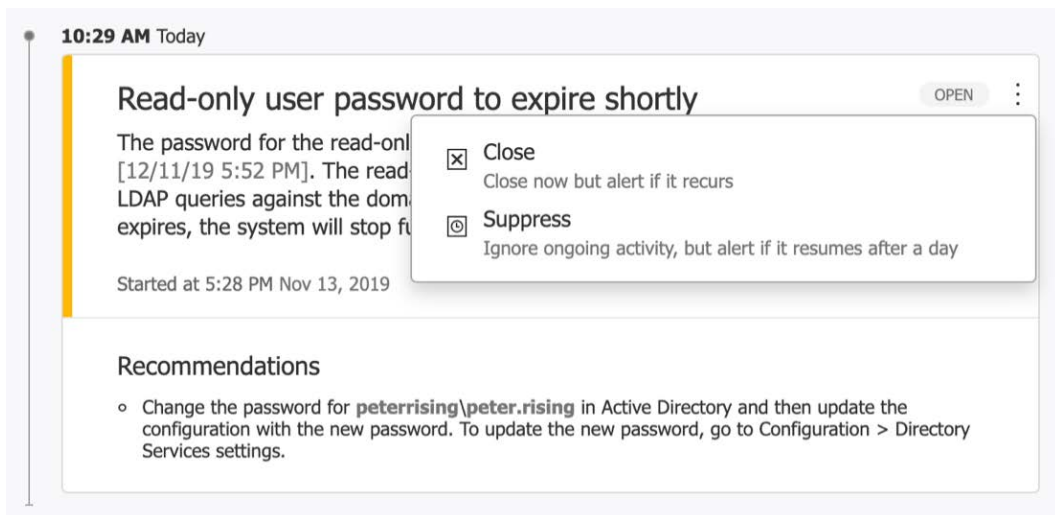 10:29 AM Today
Read-only user password to expire shortly
OPEN
The password for the read-onl
[12/11/19 5:52 PM]. The read-
LDAP queries against the dom
expires, the system will stop fu
Close
Close now but alert if it recurs
Suppress
Ignore ongoing activity, but alert if it resumes after a day
Started at 5:28 PM Nov 13, 2019
Recommendations
Change the password for peterrising\peter.rising in Active Directory and then update the
configuration with the new password. To update the new password, go to Configuration > Directory
Services settings.